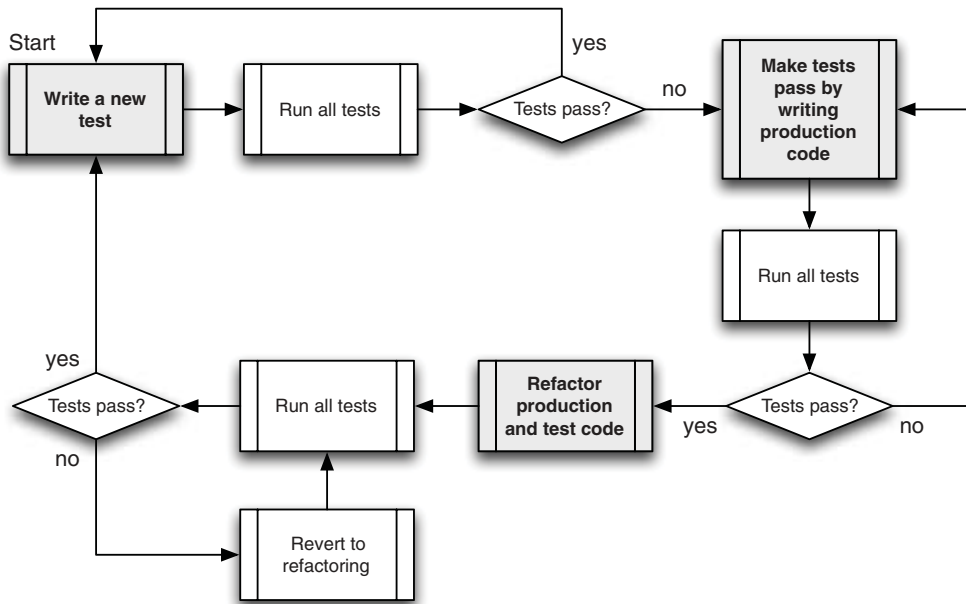 Start
yes
Write a new
test
Run all tests
Tests pass?
no
Make tests
pass by
writing
production
code
Run all tests
yes
Tests pass?
no
Run all tests
Refactor
production
and test code
yes
Tests pass?
no
Revert to
refactoring